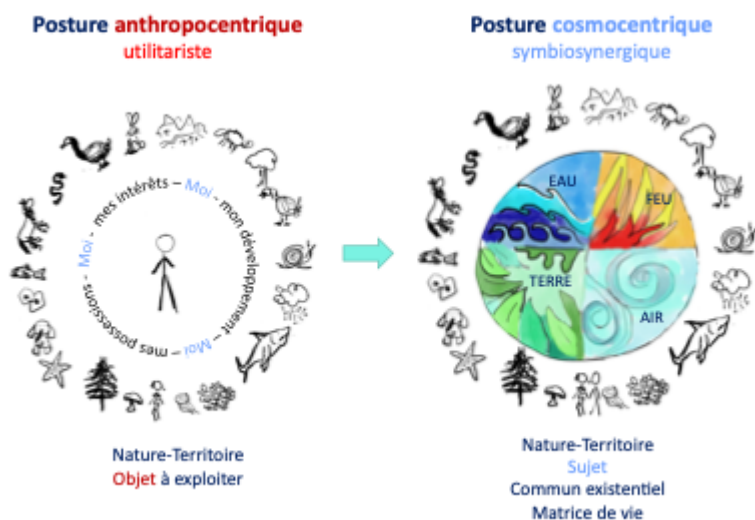 Posture anthropocentrique
utilitariste
Moi - mes intérêts – Moi - mon développement – Moi – mes possessions -
Nature-Territoire
Objet à exploiter
Posture cosmocentrique
symbiosynergique
EAU
FEU
TERRE
AIR
Nature-Territoire
Sujet
Commun existentiel
Matrice de vie